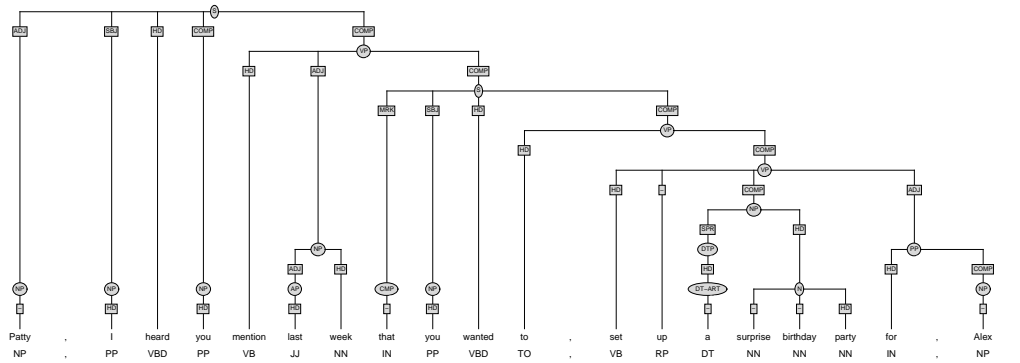 S
ADJ SBJ HD COMP COMP
VP
HD ADJ COMP
S
MRK SBJ HD COMP
VP
HD COMP
VP
HD – COMP ADJ
NP
SPR HD
NP DTP PP
ADJ HD HD HD COMP
NP NP NP AP CMP NP DT–ART N NP
– HD HD HD – HD – – – HD –
Patty , I heard you mention last week that you wanted to , set up a surprise birthday party for , Alex
NP , PP VBD PP VB JJ NN IN PP VBD TO , VB RP DT NN NN NN IN , NP